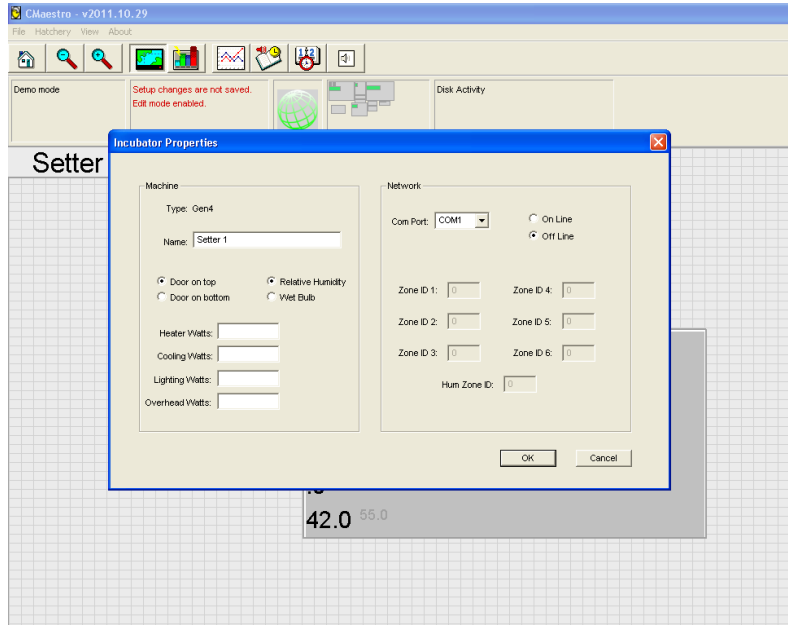 CMaestro - v2011.10.29
File Hatchery View About
Demo mode
Setup changes are not saved.
Edit mode enabled.
Disk Activity
Setter
Incubator Properties
Machine
Type: Gen4
Name: Setter 1
Door on top
Relative Humidity
Door on bottom
Wet Bulb
Heater Watts:
Cooling Watts:
Lighting Watts:
Overhead Watts:
Network
Com Port: COM1
On Line
Off Line
Zone ID 1: 0
Zone ID 4: 0
Zone ID 2: 0
Zone ID 5: 0
Zone ID 3: 0
Zone ID 6: 0
Hum Zone ID: 0
OK
Cancel
42.0 55.0